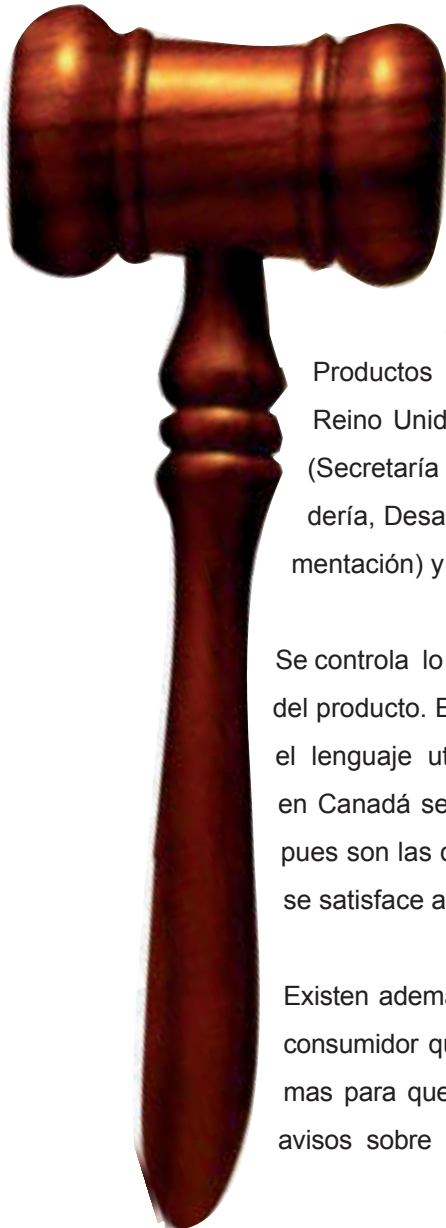 Productos
Reino Unid
(Secretaría
dería, Desa
mentación) y
Se controla lo
del producto. E
el lenguaje ut
en Canadá se
pues son las
se satisface a
Existen ademá
consumidor qu
mas para que
avisos sobre